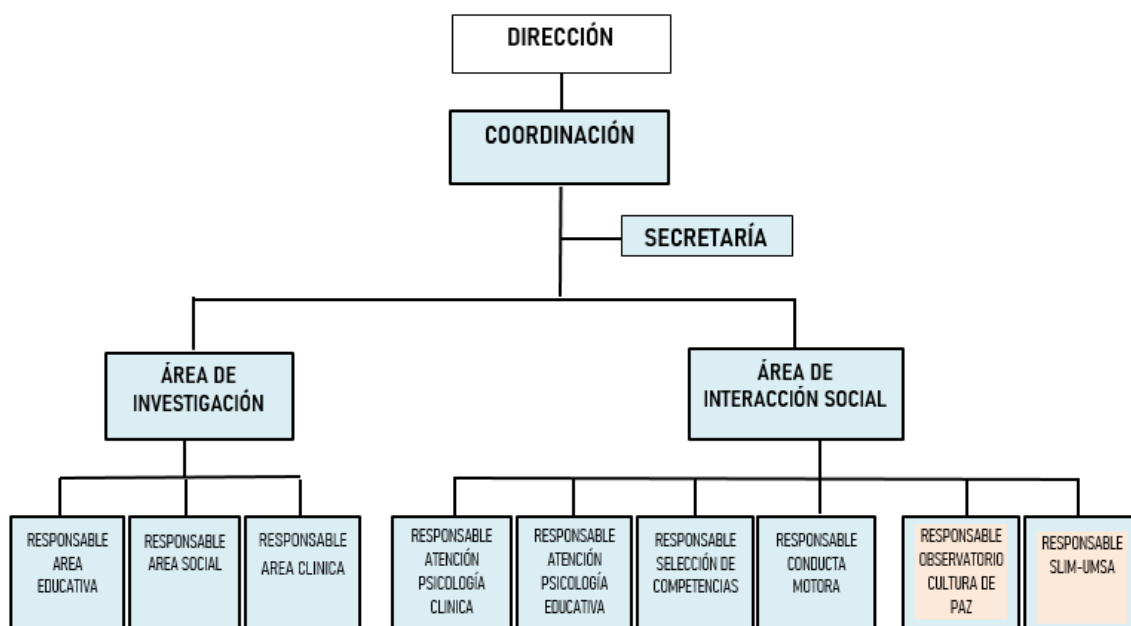 DIRECCIÓN
COORDINACIÓN
SECRETARÍA
ÁREA DE
INVESTIGACIÓN
ÁREA DE
INTERACCIÓN SOCIAL
RESPONSABLE
AREA
EDUCATIVA
RESPONSABLE
AREA SOCIAL
RESPONSABLE
AREA CLINICA
RESPONSABLE
ATENCIÓN
PSICOLOGÍA
CLINICA
RESPONSABLE
ATENCIÓN
PSICOLOGÍA
EDUCATIVA
RESPONSABLE
SELECCIÓN DE
COMPETENCIAS
RESPONSABLE
CONDUCTA
MOTORA
RESPONSABLE
OBSERVATORIO
CULTURA DE
PAZ
RESPONSABLE
SLIM-UMSA